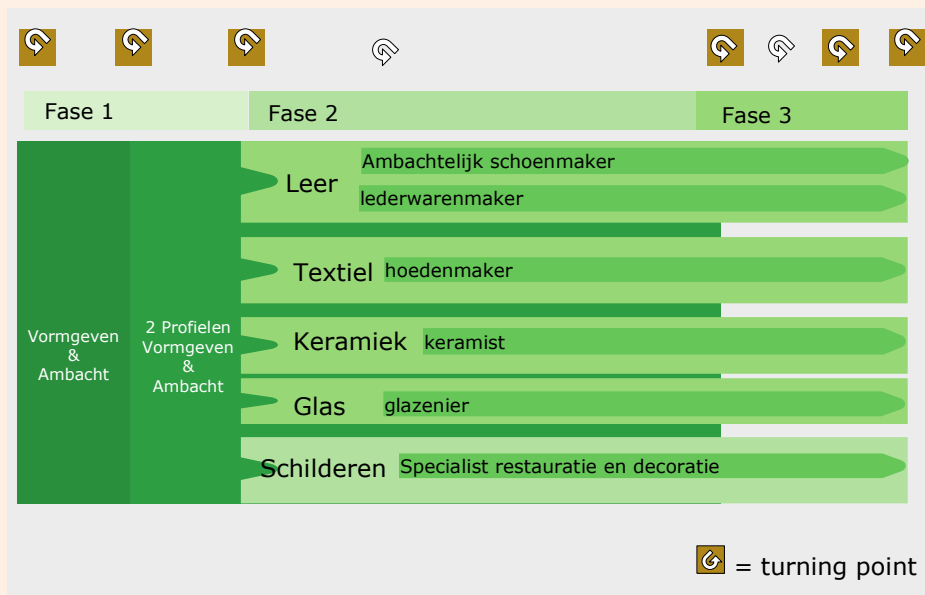 Fase 1
Fase 2
Fase 3
Vormgeven
&
Ambacht
2 Profielen
Vormgeven
&
Ambacht
Leer
Ambachtelijk schoenmaker
lederwarenmaker
Textiel
hoedenmaker
Keramiek
keramist
Glas
glazenier
Schilderen
Specialist restauratie en decoratie
= turning point